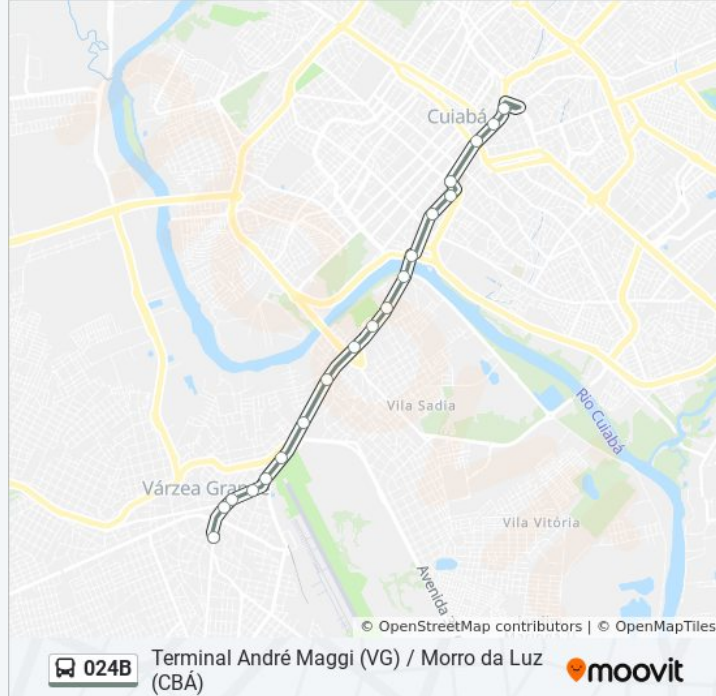 Cuiabá
Vila Sadia
Rio Cuiabá
Várzea Gran
Vila Vitória
Avenida
© OpenStreetMap contributors | © OpenMapTiles
024B
Terminal André Maggi (VG) / Morro da Luz
(CBÁ)
moovit